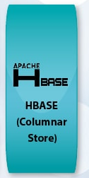 APACHE
HBASE
HBASE
(Columnar
Store)